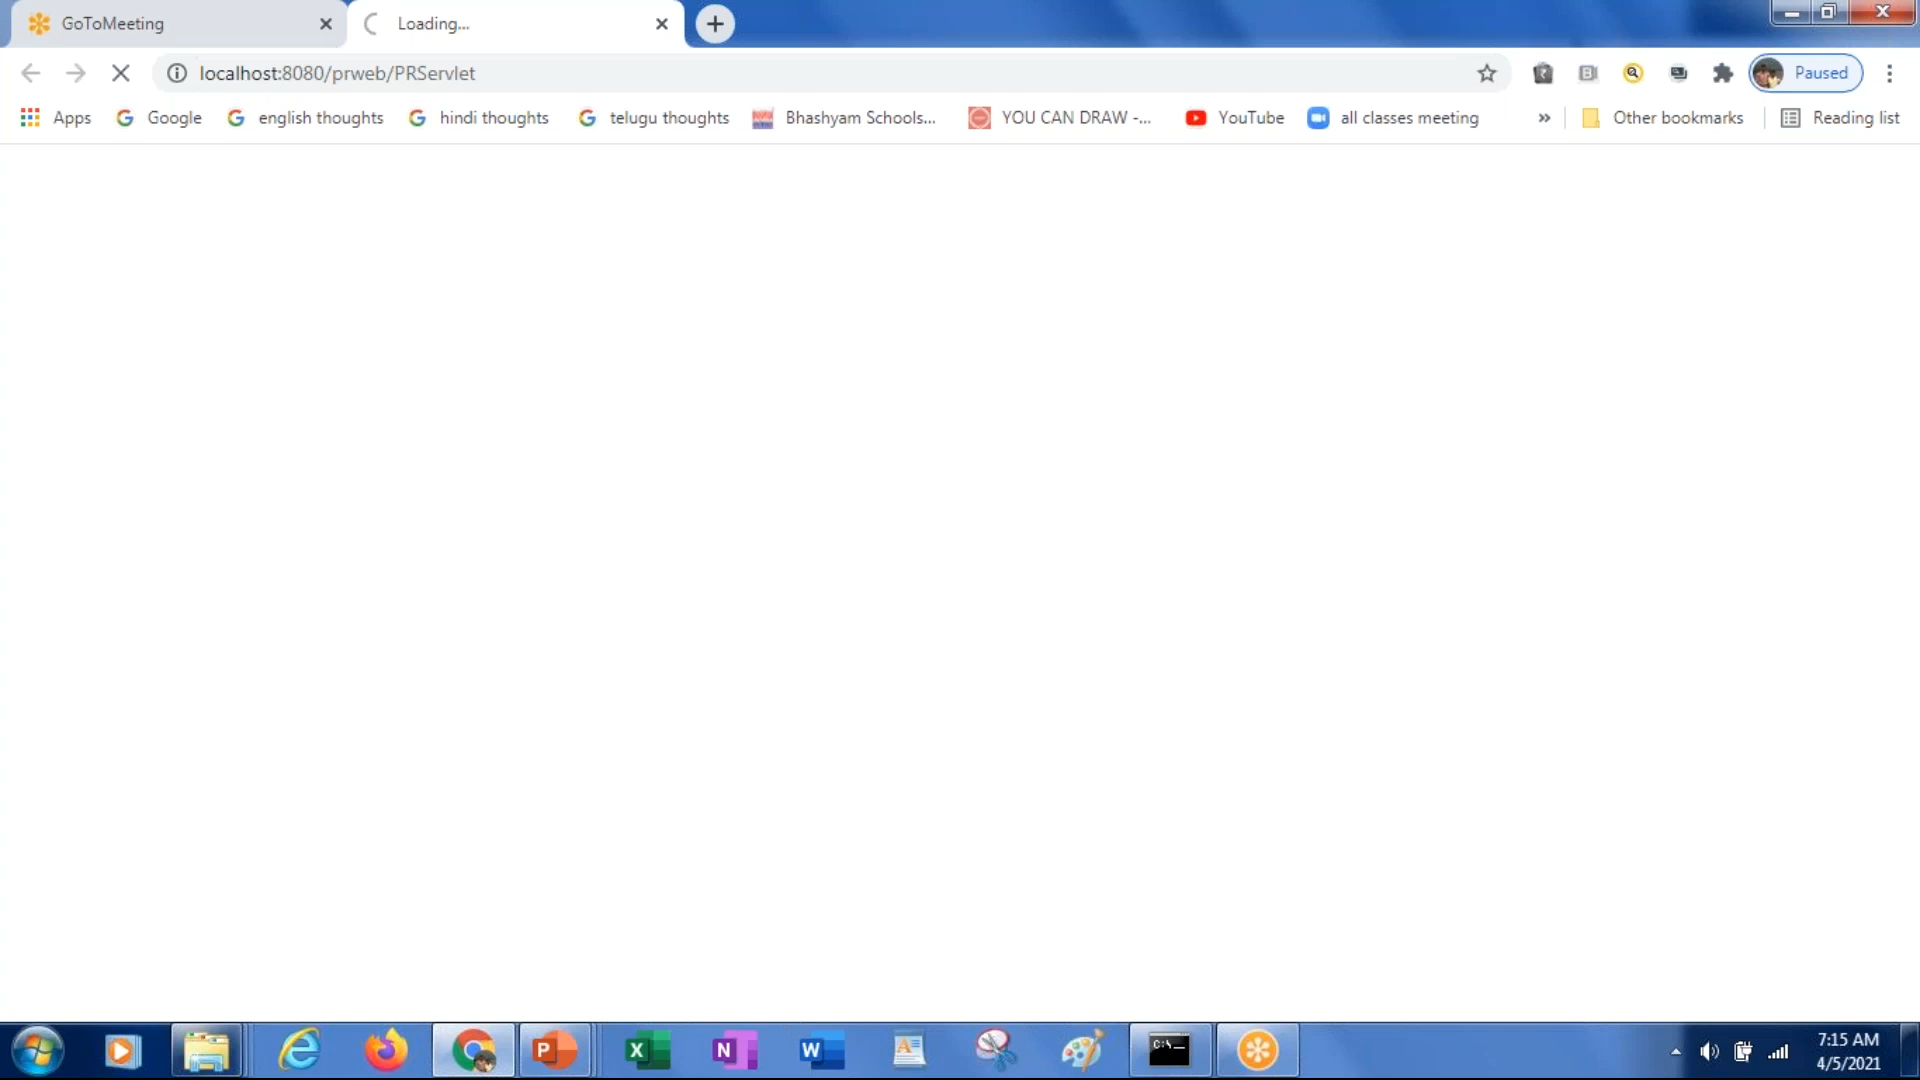 GoToMeeting
Loading...
localhost:8080/prweb/PRServlet
Paused
Apps
Google
english thoughts
hindi thoughts
telugu thoughts
Bhashyam Schools...
YOU CAN DRAW -...
YouTube
all classes meeting
»
Other bookmarks
Reading list
7:15 AM
4/5/2021